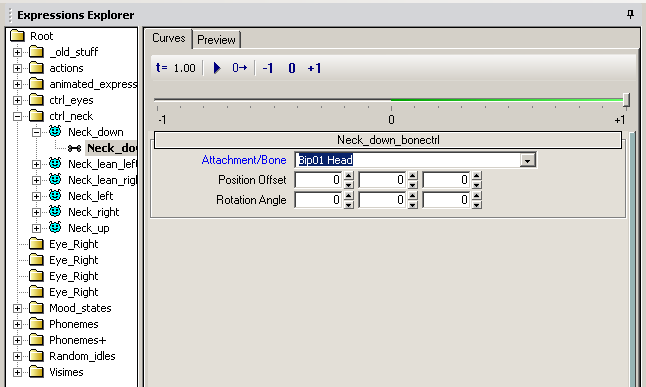 Expressions Explorer
Root
_old_stuff
actions
animated_express
ctrl_eyes
ctrl_neck
Neck_down
Neck_do
Neck_lean_left
Neck_lean_righ
Neck_left
Neck_right
Neck_up
Eye_Right
Eye_Right
Eye_Right
Eye_Right
Mood_states
Phonemes
Phonemes+
Random_idles
Visimes
Curves Preview
t= 1.00 0→ -1 0 +1
-1 0 +1
Neck_down_bonectrl
Attachment/Bone Bip01 Head
Position Offset 0 0 0
Rotation Angle 0 0 0